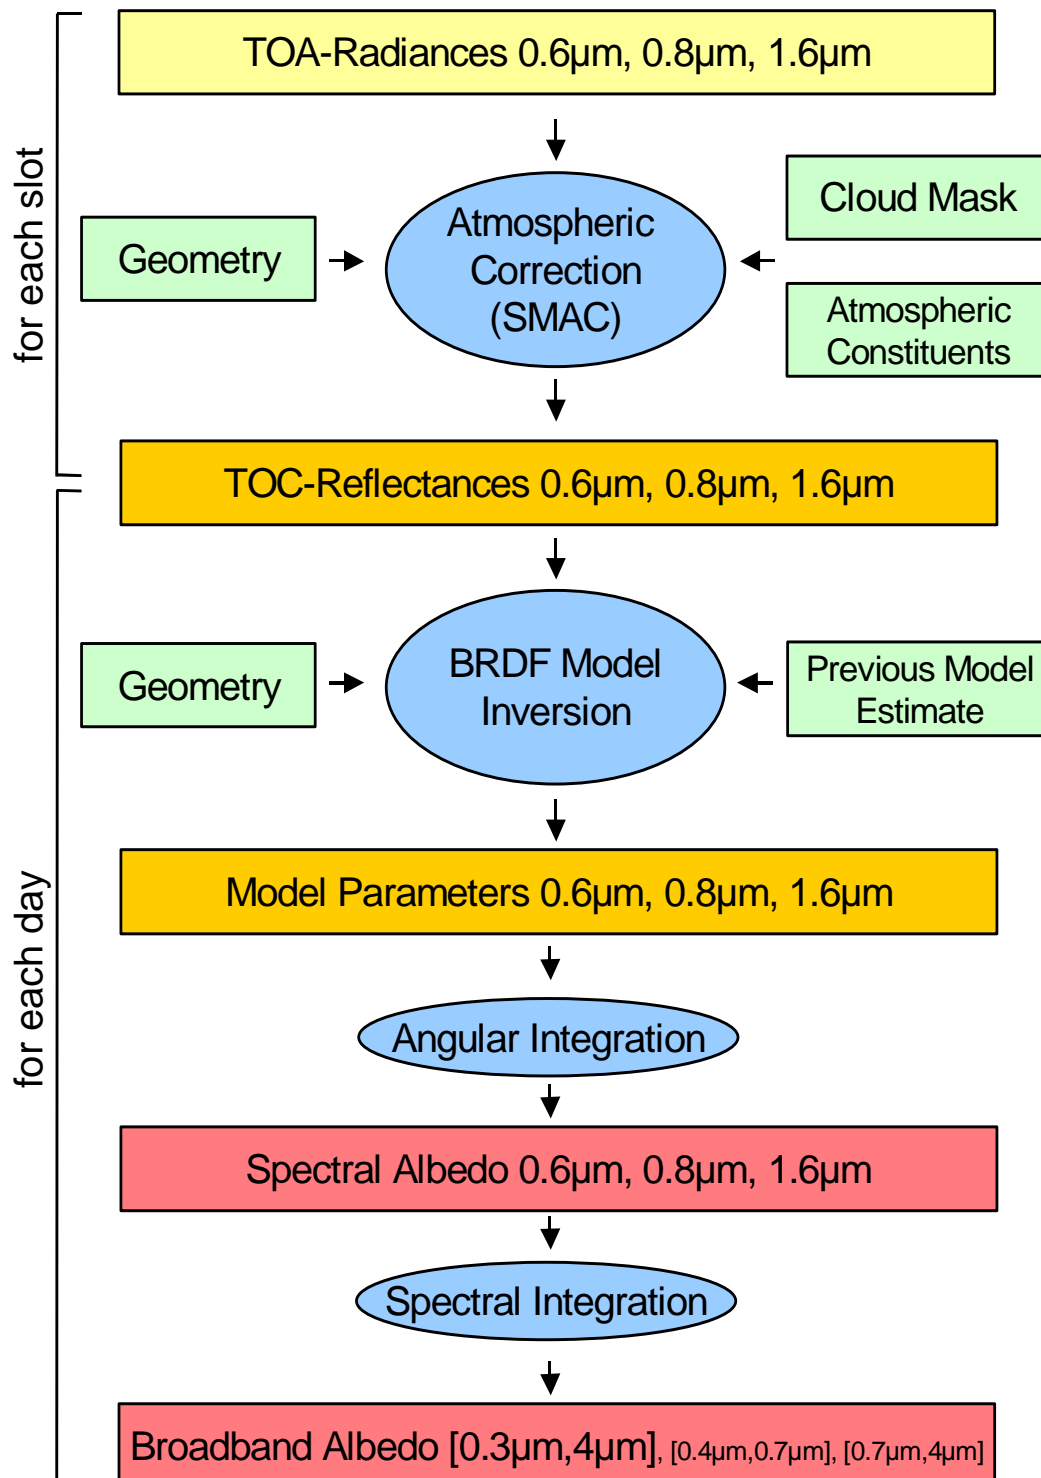 TOA-Radiances 0.6µm, 0.8µm, 1.6µm
for each slot
Geometry
Atmospheric
Correction
(SMAC)
Cloud Mask
Atmospheric
Constituents
TOC-Reflectances 0.6µm, 0.8µm, 1.6µm
for each day
Geometry
BRDF Model
Inversion
Previous Model
Estimate
Model Parameters 0.6µm, 0.8µm, 1.6µm
Angular Integration
Spectral Albedo 0.6µm, 0.8µm, 1.6µm
Spectral Integration
Broadband Albedo [0.3µm,4µm], [0.4µm,0.7µm], [0.7µm,4µm]